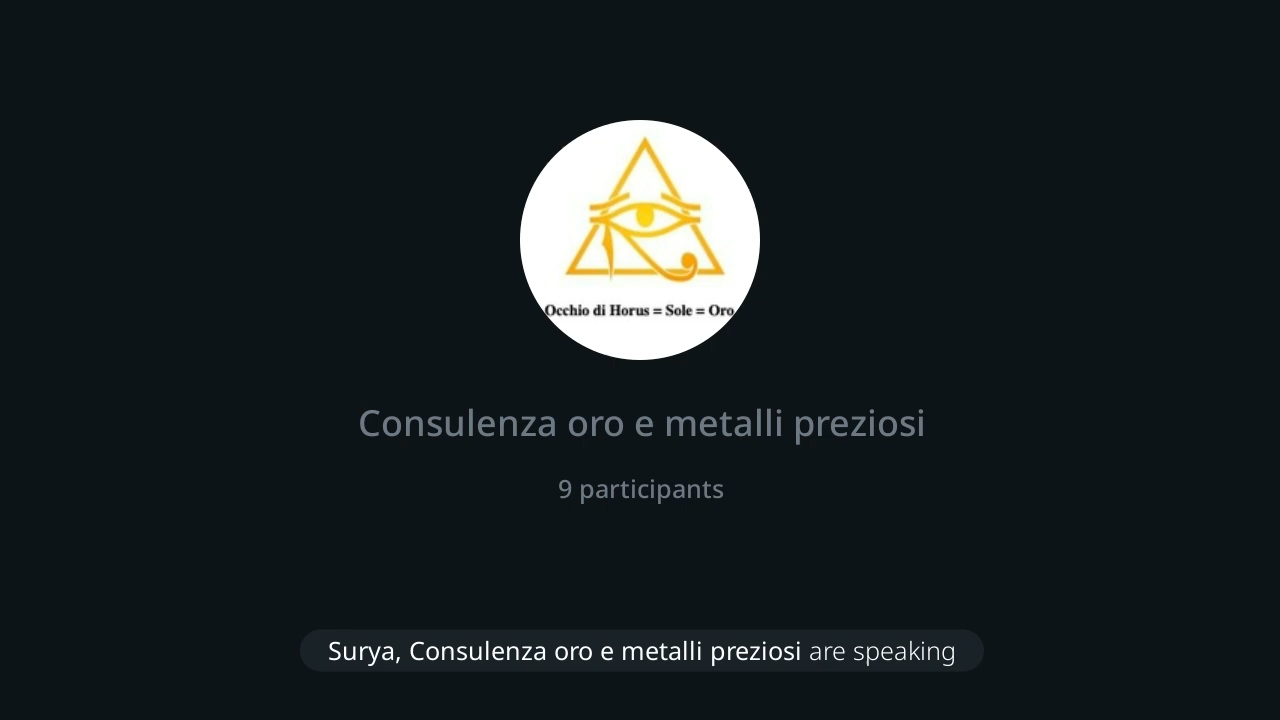 Occhio di Horus = Sole = Oro
Consulenza oro e metalli preziosi
9 participants
Surya, Consulenza oro e metalli preziosi are speaking